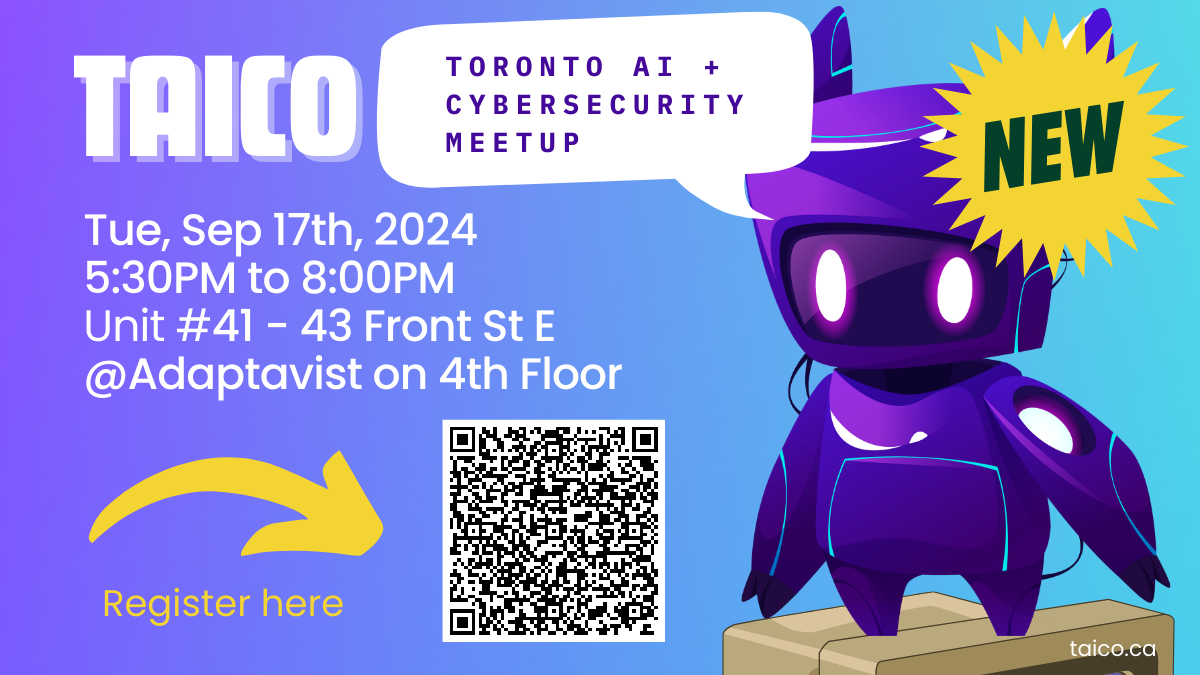 TAICO
TORONTO AI +
CYBERSECURITY
MEETUP
NEW
Tue, Sep 17th, 2024
5:30PM to 8:00PM
Unit #41 - 43 Front St E
@Adaptavist on 4th Floor
Register here
taico.ca